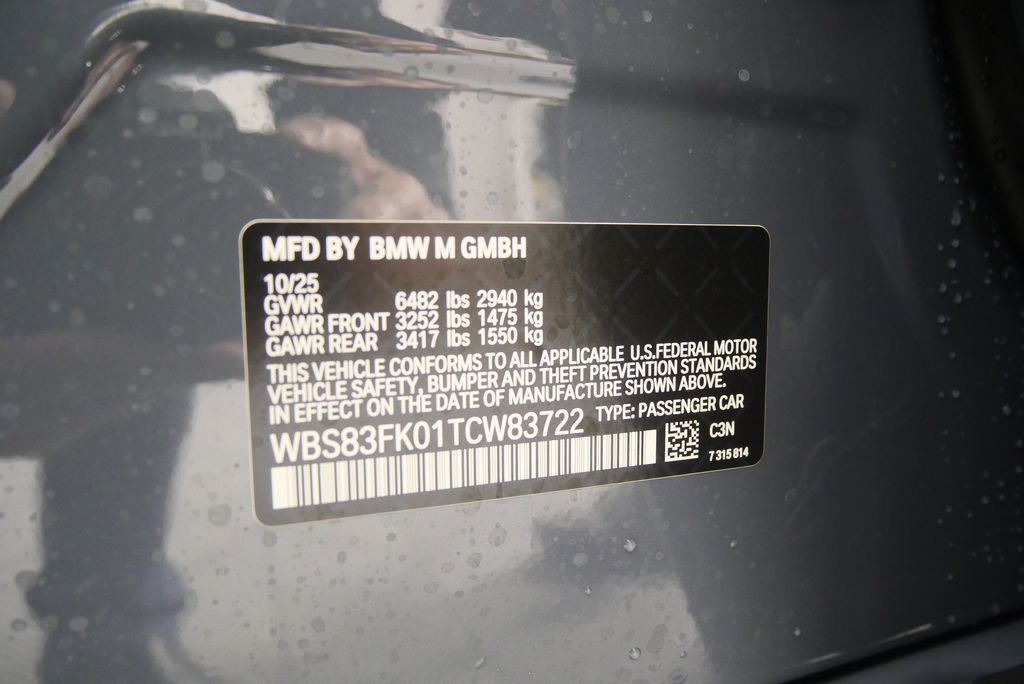 MFD BY BMW M GMBH
10/25
GVWR 6482 lbs 2940 kg
GAWR FRONT 3252 lbs 1475 kg
GAWR REAR 3417 lbs 1550 kg
THIS VEHICLE CONFORMS TO ALL APPLICABLE U.S.FEDERAL MOTOR
VEHICLE SAFETY, BUMPER AND THEFT PREVENTION STANDARDS
IN EFFECT ON THE DATE OF MANUFACTURE SHOWN ABOVE.
WBS83FK01TCW83722 TYPE: PASSENGER CAR
C3N
7 315 814